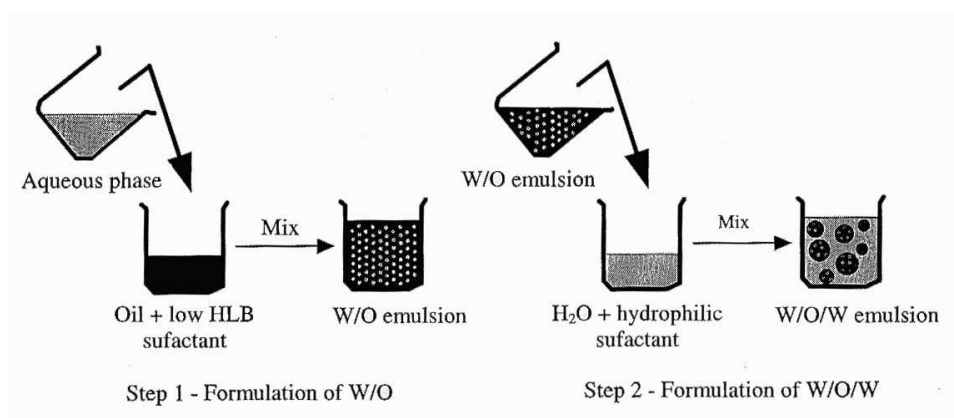 Aqueous phase
Mix
Oil + low HLB
sufactant
W/O emulsion
Step 1 - Formulation of W/O
W/O emulsion
Mix
H₂O + hydrophilic
sufactant
W/O/W emulsion
Step 2 - Formulation of W/O/W